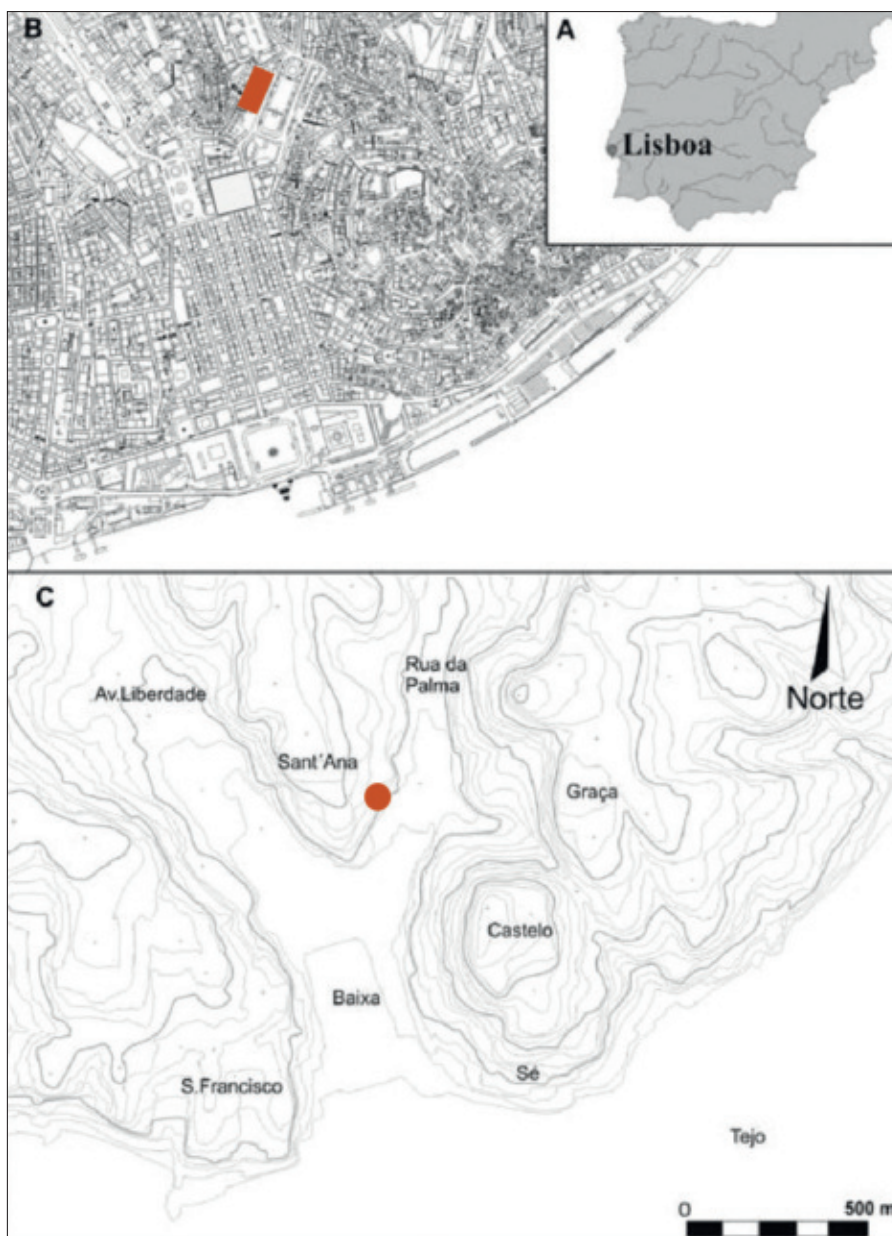 B
A
Lisboa
C
Rua da
Palma
Av.Liberdade
Norte
Sant´Ana
Graça
Castelo
Baixa
Sé
S.Francisco
Tejo
0
500 m